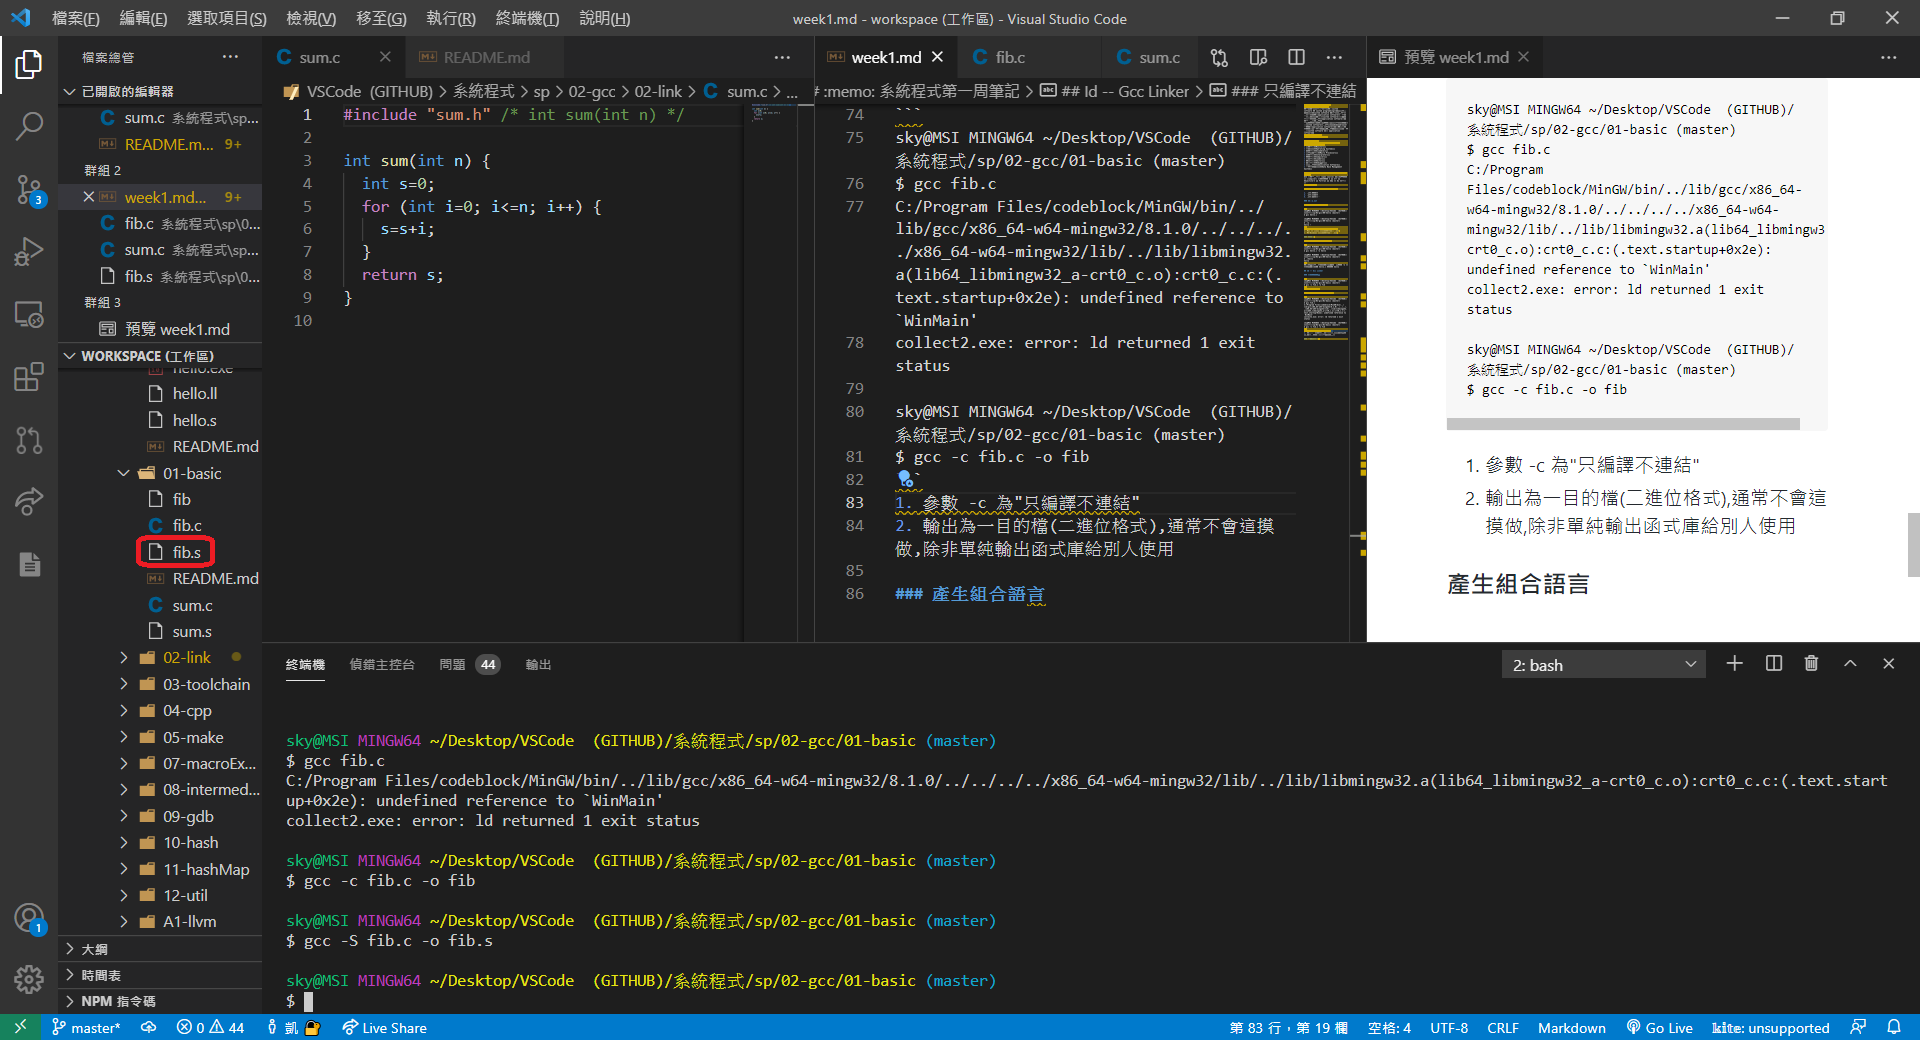 檔案(F) 編輯(E) 選取項目(S) 檢視(V) 移至(G) 執行(R) 終端機(T) 說明(H)
week1.md - workspace (工作區) - Visual Studio Code
檔案總管 ···
已開啟的編輯器
sum.c 系統程式\sp...
README.m... 9+
群組 2
week1.md... 9+
fib.c 系統程式\sp\0...
sum.c 系統程式\sp...
fib.s 系統程式\sp\0...
群組 3
預覽 week1.md
WORKSPACE (工作區)
hello.exe
hello.ll
hello.s
README.md
01-basic
fib
fib.c
fib.s
README.md
sum.c
sum.s
02-link
03-toolchain
04-cpp
05-make
07-macroEx...
08-intermed...
09-gdb
10-hash
11-hashMap
12-util
A1-llvm
大綱
時間表
NPM 指令碼
3
1
sum.c README.md ···
VSCode (GITHUB) > 系統程式 > sp > 02-gcc > 02-link > sum.c > ...
1 #include "sum.h" /* int sum(int n) */
2
3 int sum(int n) {
4 int s=0;
5 for (int i=0; i<=n; i++) {
6 s=s+i;
7 }
8 return s;
9 }
10
week1.md fib.c sum.c ···
# :memo: 系統程式第一周筆記 > ## ld -- Gcc Linker > ### 只編譯不連結
74 ```
75 sky@MSI MINGW64 ~/Desktop/VSCode (GITHUB)/
系統程式/sp/02-gcc/01-basic (master)
76 $ gcc fib.c
77 C:/Program Files/codeblock/MinGW/bin/../
lib/gcc/x86_64-w64-mingw32/8.1.0/../../../.
./x86_64-w64-mingw32/lib/../lib/libmingw32.
a(lib64_libmingw32_a-crt0_c.o):crt0_c.c:(.
text.startup+0x2e): undefined reference to
`WinMain'
78 collect2.exe: error: ld returned 1 exit
status
79
80 sky@MSI MINGW64 ~/Desktop/VSCode (GITHUB)/
系統程式/sp/02-gcc/01-basic (master)
81 $ gcc -c fib.c -o fib
82 `
83 1. 參數 -c 為"只編譯不連結"
84 2. 輸出為一目的檔(二進位格式),通常不會這摸
做,除非單純輸出函式庫給別人使用
85
86 ### 產生組合語言
預覽 week1.md ···
sky@MSI MINGW64 ~/Desktop/VSCode (GITHUB)/
系統程式/sp/02-gcc/01-basic (master)
$ gcc fib.c
C:/Program
Files/codeblock/MinGW/bin/../lib/gcc/x86_64-
w64-mingw32/8.1.0/../../../../x86_64-w64-
mingw32/lib/../lib/libmingw32.a(lib64_libmingw3
crt0_c.o):crt0_c.c:(.text.startup+0x2e):
undefined reference to `WinMain'
collect2.exe: error: ld returned 1 exit
status
sky@MSI MINGW64 ~/Desktop/VSCode (GITHUB)/
系統程式/sp/02-gcc/01-basic (master)
$ gcc -c fib.c -o fib
1. 參數 -c 為"只編譯不連結"
2. 輸出為一目的檔(二進位格式),通常不會這
摸做,除非單純輸出函式庫給別人使用
產生組合語言
終端機 偵錯主控台 問題 44 輸出
2: bash
sky@MSI MINGW64 ~/Desktop/VSCode (GITHUB)/系統程式/sp/02-gcc/01-basic (master)
$ gcc fib.c
C:/Program Files/codeblock/MinGW/bin/../lib/gcc/x86_64-w64-mingw32/8.1.0/../../../../x86_64-w64-mingw32/lib/../lib/libmingw32.a(lib64_libmingw32_a-crt0_c.o):crt0_c.c:(.text.start
up+0x2e): undefined reference to `WinMain'
collect2.exe: error: ld returned 1 exit status
sky@MSI MINGW64 ~/Desktop/VSCode (GITHUB)/系統程式/sp/02-gcc/01-basic (master)
$ gcc -c fib.c -o fib
sky@MSI MINGW64 ~/Desktop/VSCode (GITHUB)/系統程式/sp/02-gcc/01-basic (master)
$ gcc -S fib.c -o fib.s
sky@MSI MINGW64 ~/Desktop/VSCode (GITHUB)/系統程式/sp/02-gcc/01-basic (master)
$
master* 0 44 凱 Live Share
第 83 行，第 19 欄 空格: 4 UTF-8 CRLF Markdown Go Live kite: unsupported